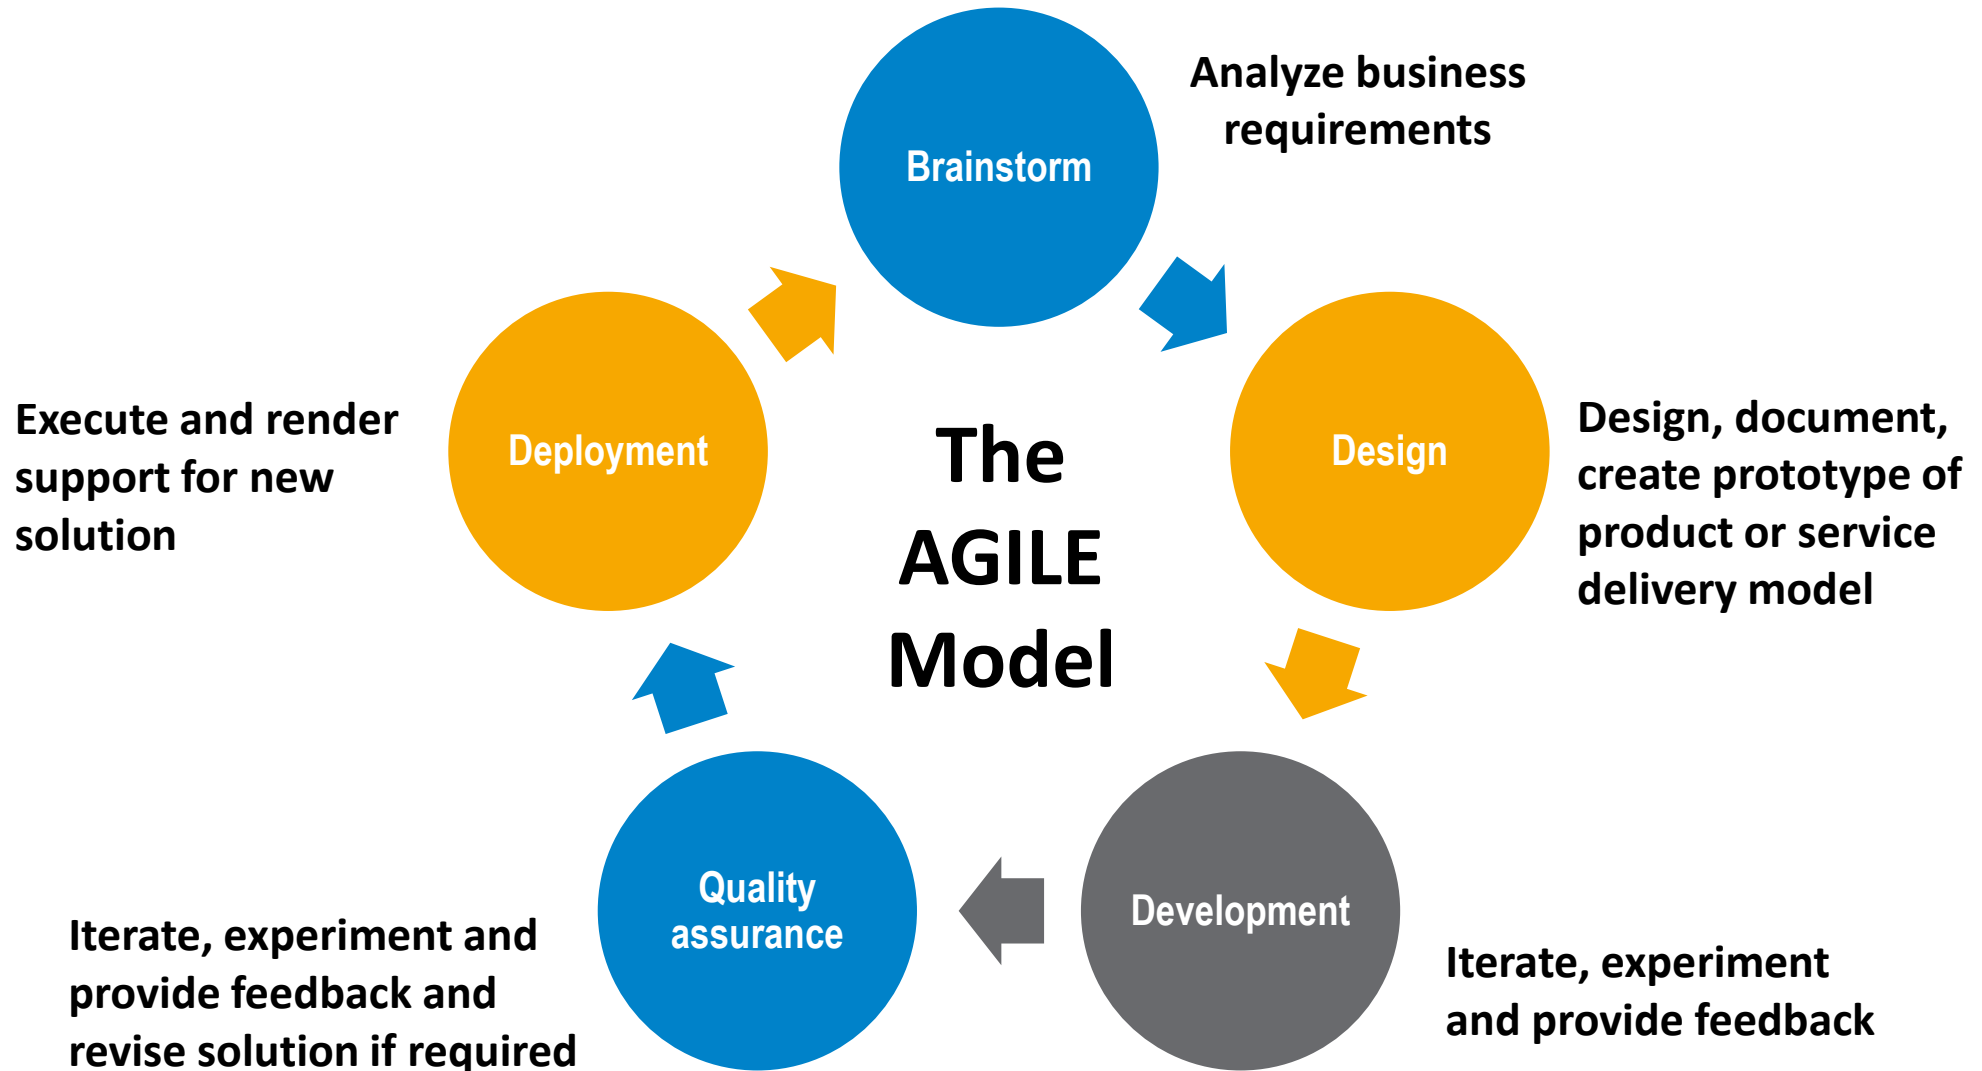 Brainstorm
Analyze business
requirements
Design
Design, document,
create prototype of
product or service
delivery model
Development
Iterate, experiment
and provide feedback
Quality
assurance
Iterate, experiment and
provide feedback and
revise solution if required
Deployment
Execute and render
support for new
solution
The
AGILE
Model